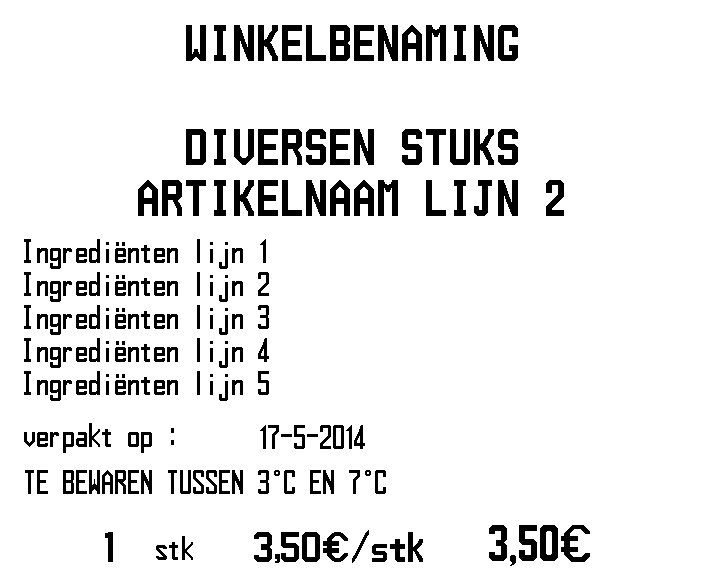 WINKELBENAMING
DIVERSEN STUKS
ARTIKELNAAM LIJN 2
Ingrediënten lijn 1
Ingrediënten lijn 2
Ingrediënten lijn 3
Ingrediënten lijn 4
Ingrediënten lijn 5
verpakt op : 17-5-2014
TE BEWAREN TUSSEN 3°C EN 7°C
1 stk 3,50€/stk 3,50€